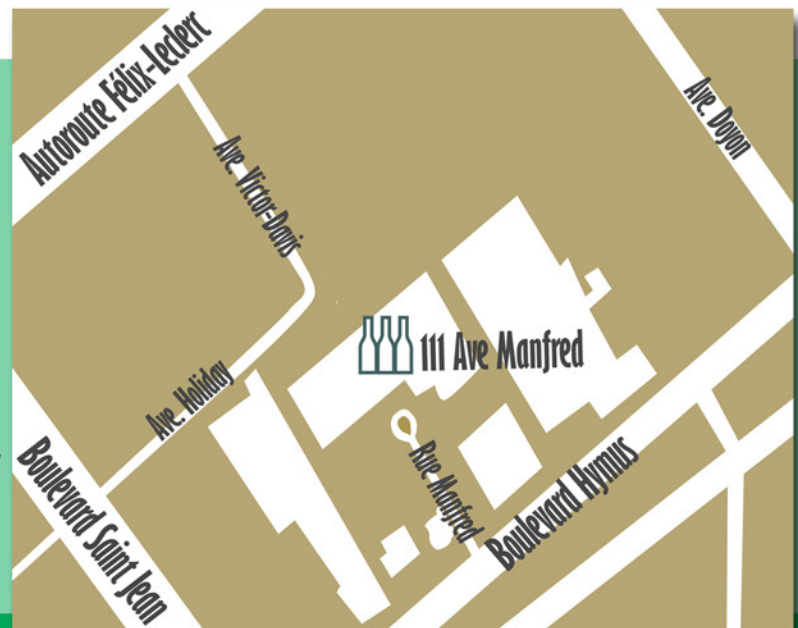 Autoroute Félix-Leclerc
Ave. Doyon
Ave. Victor-Davis
111 Ave Manfred
Ave. Holiday
Rue Manfred
Boulevard Hymus
Boulevard Saint Jean